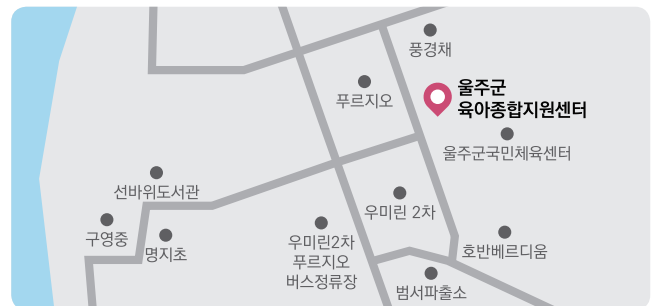 풍경채
푸르지오
울주군
육아종합지원센터
울주군국민체육센터
선바위도서관
우미린 2차
구영중
명지초
우미린2차
푸르지오
버스정류장
호반베르디움
범서파출소